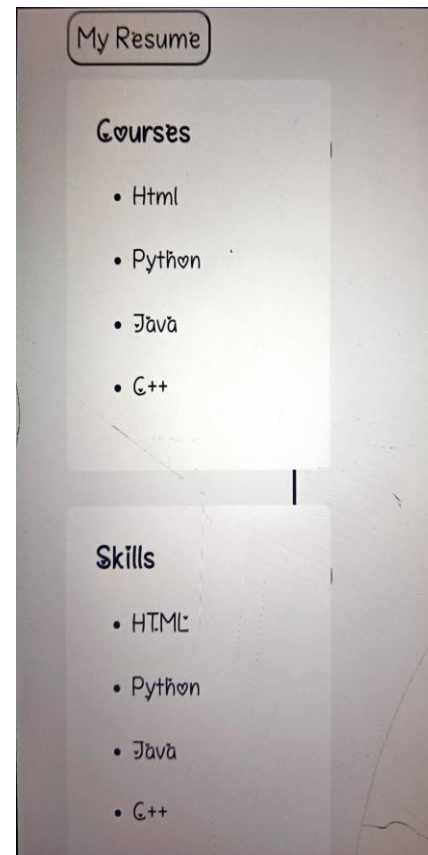 My Resume
Courses
Html
Python
Java
C++
Skills
HTML
Python
Java
C++